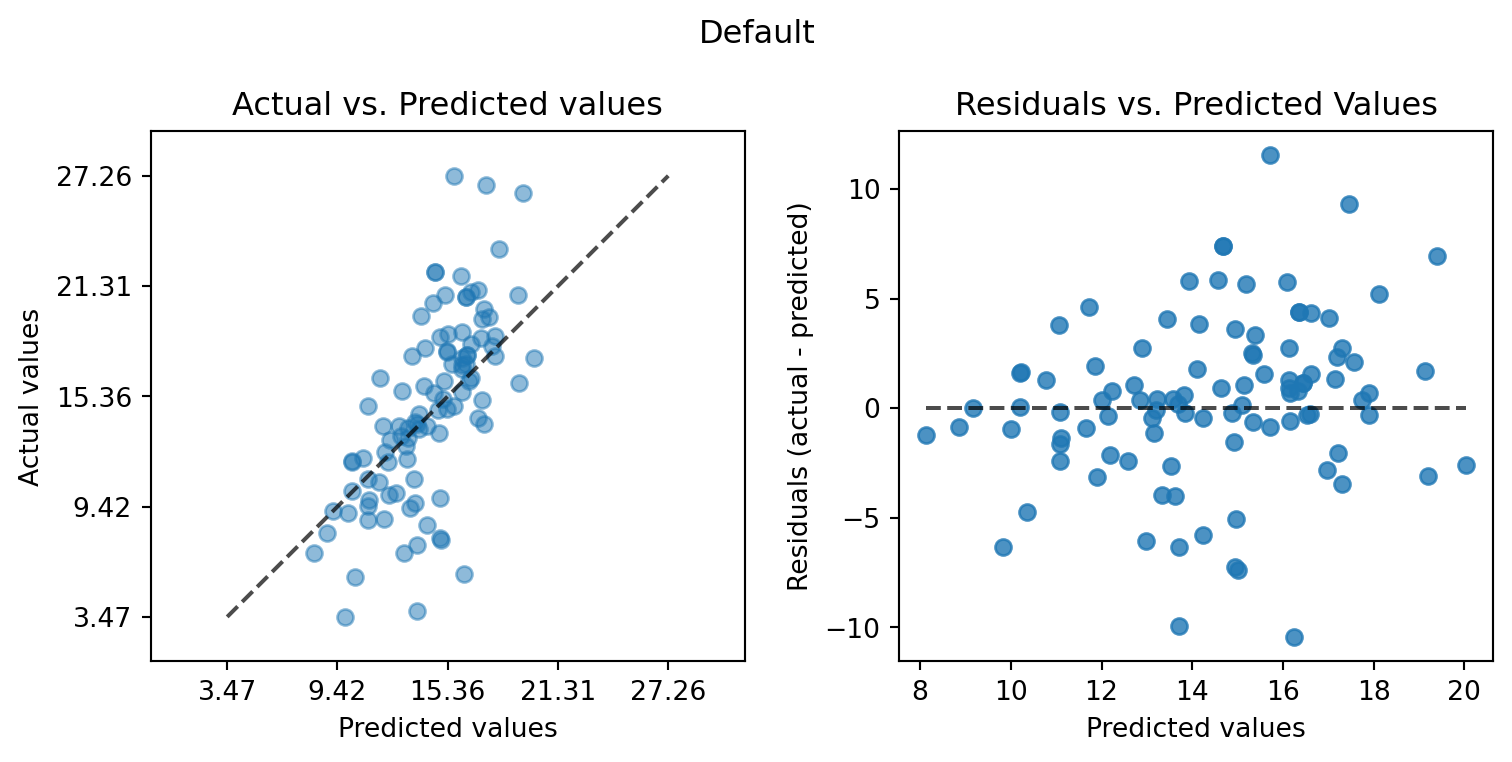 Default
Actual vs. Predicted values
Actual values
27.26
21.31
15.36
9.42
3.47
3.47 9.42 15.36 21.31 27.26
Predicted values
Residuals vs. Predicted Values
Residuals (actual - predicted)
10
5
0
−5
−10
8 10 12 14 16 18 20
Predicted values